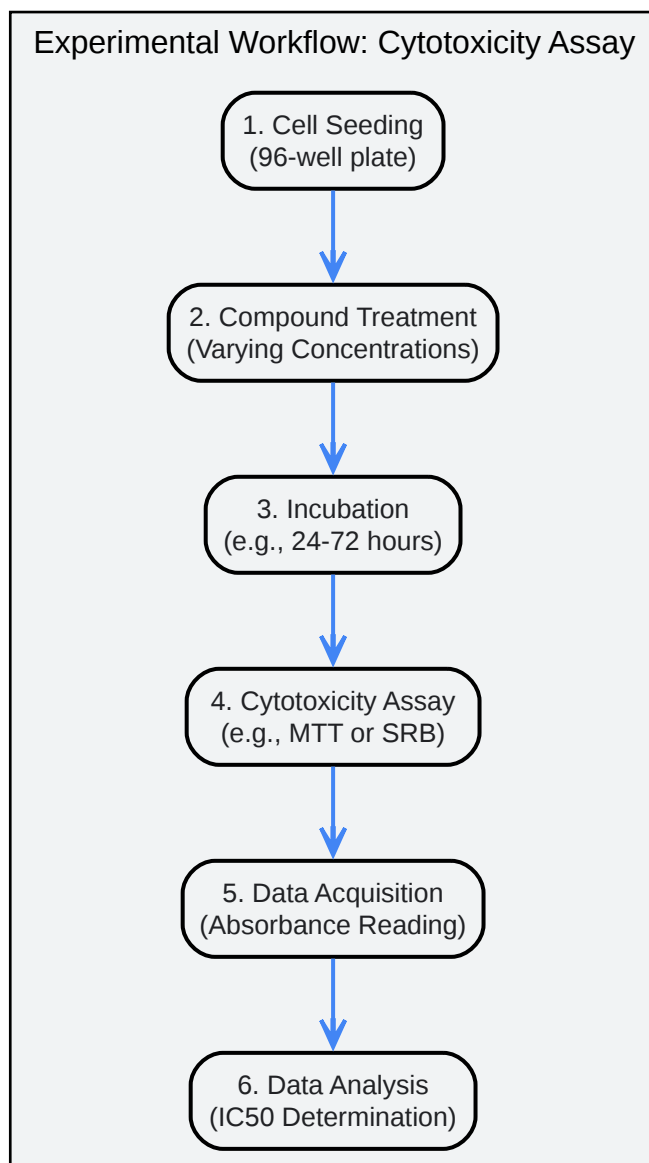 Experimental Workflow: Cytotoxicity Assay
1. Cell Seeding
(96-well plate)
2. Compound Treatment
(Varying Concentrations)
3. Incubation
(e.g., 24-72 hours)
4. Cytotoxicity Assay
(e.g., MTT or SRB)
5. Data Acquisition
(Absorbance Reading)
6. Data Analysis
(IC50 Determination)